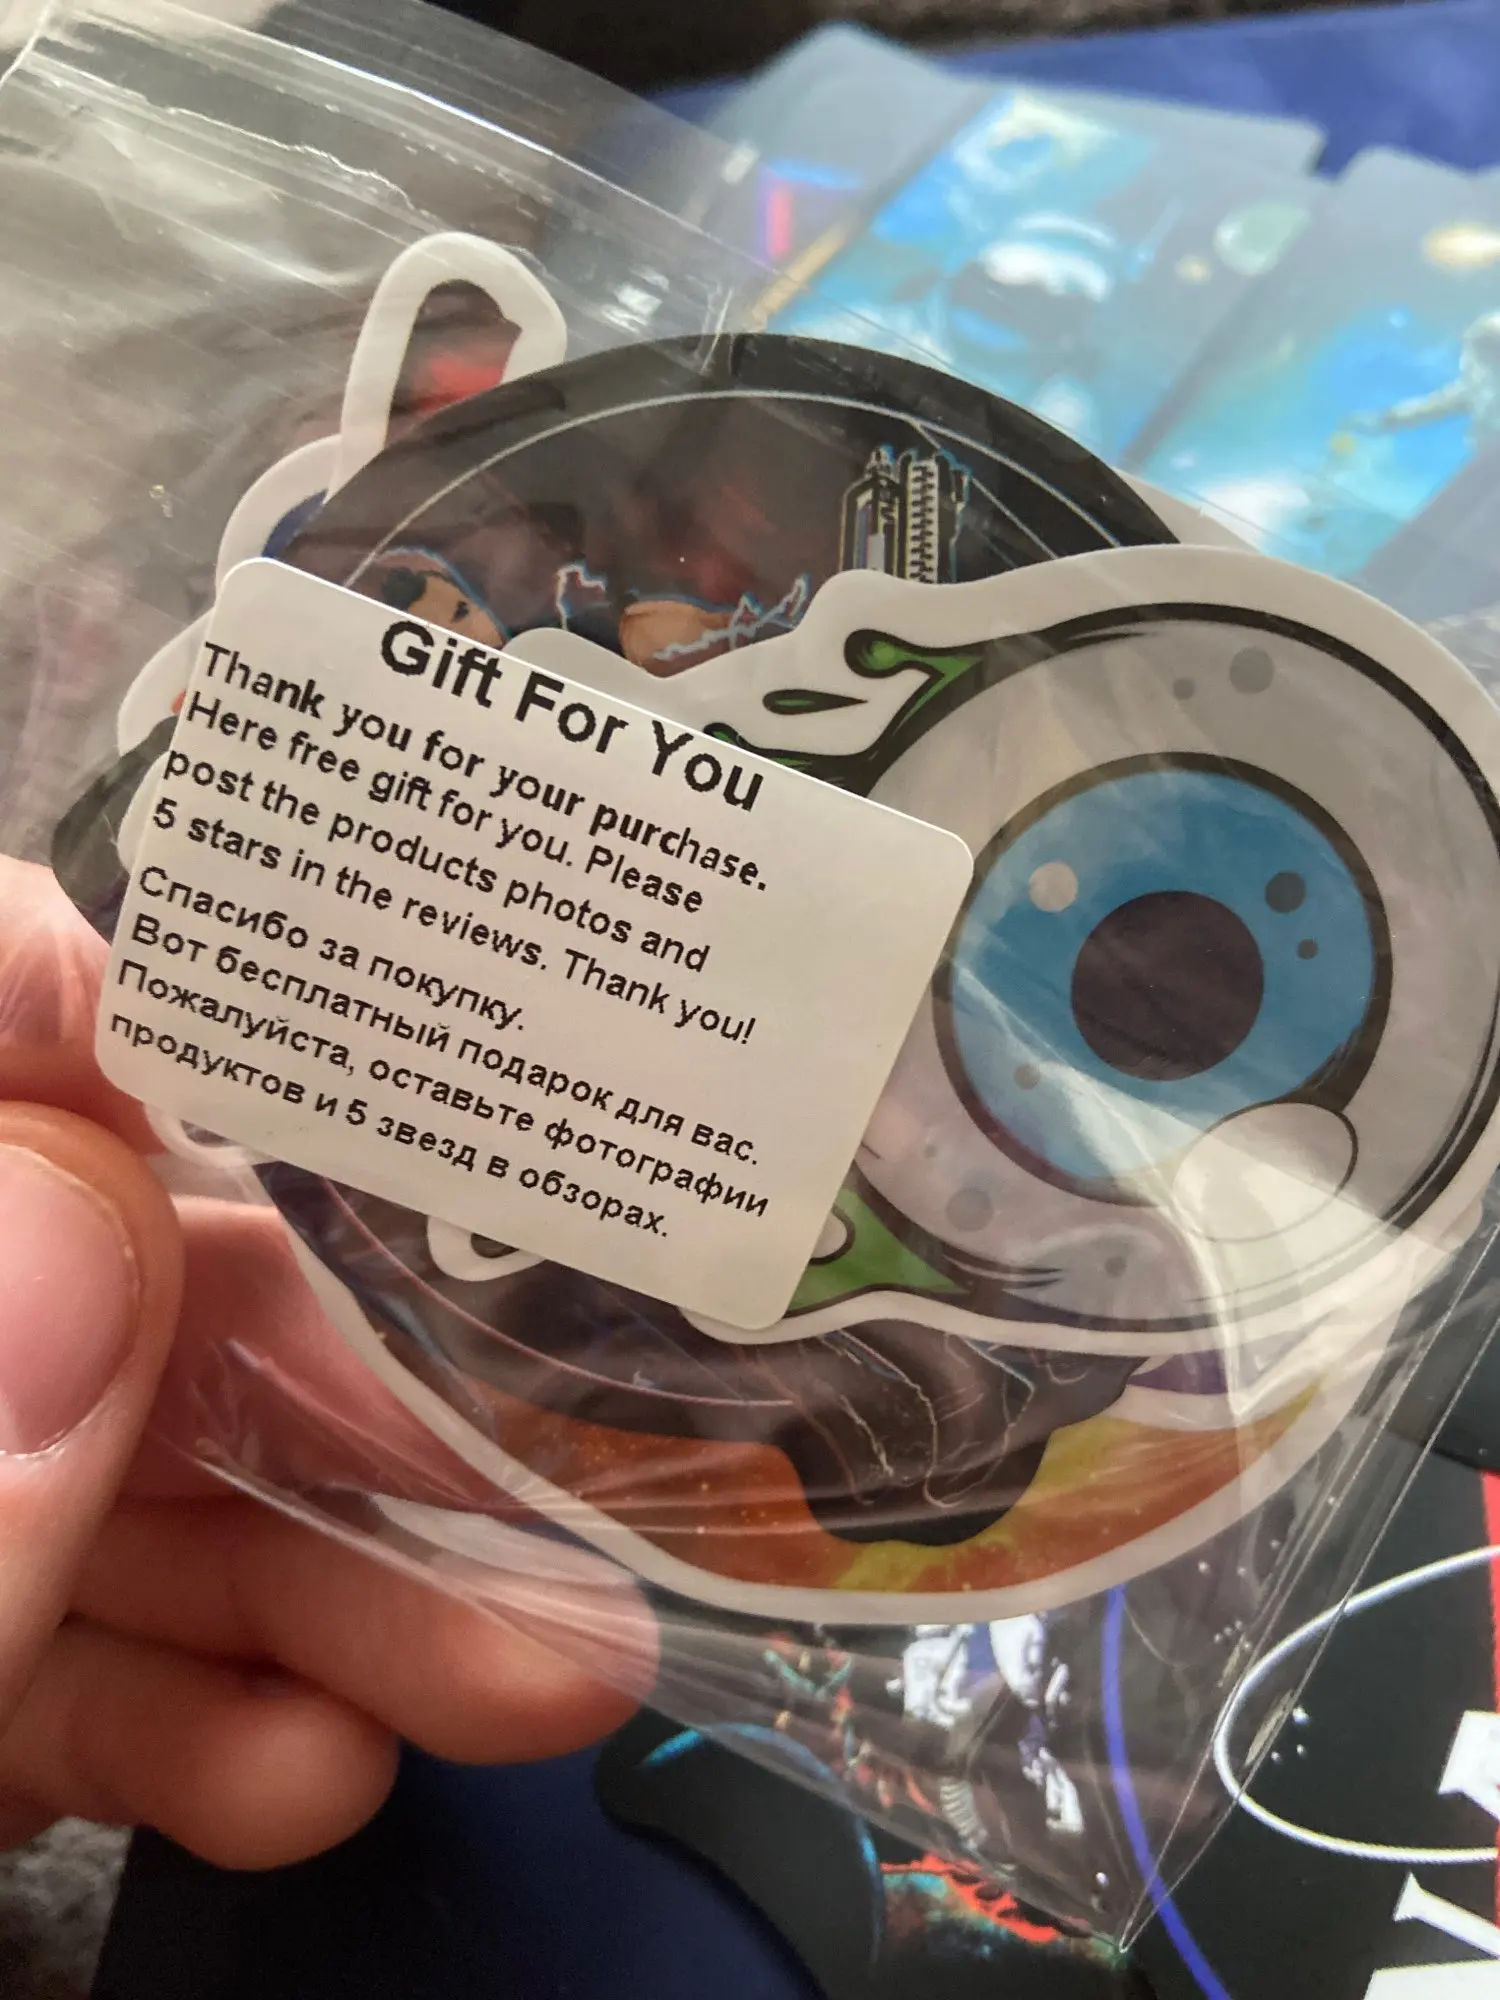 Gift For You
Thank you for your purchase.
Here free gift for you. Please
post the products photos and
5 stars in the reviews. Thank you!
Спасибо за покупку.
Вот бесплатный подарок для вас.
Пожалуйста, оставьте фотографии
продуктов и 5 звезд в обзорах.